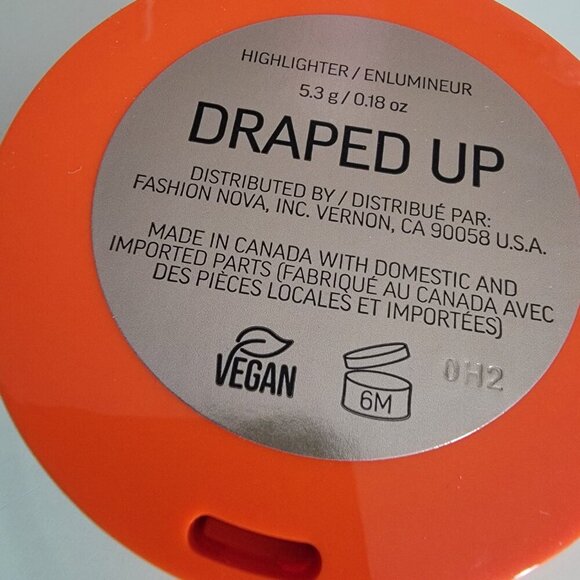 HIGHLIGHTER / ENLUMINEUR
5.3 g / 0.18 oz
DRAPED UP
DISTRIBUTED BY / DISTRIBUÉ PAR:
FASHION NOVA, INC. VERNON, CA 90058 U.S.A.
MADE IN CANADA WITH DOMESTIC AND
IMPORTED PARTS (FABRIQUÉ AU CANADA AVEC
DES PIÈCES LOCALES ET IMPORTÉES)
VEGAN
6M
0H2